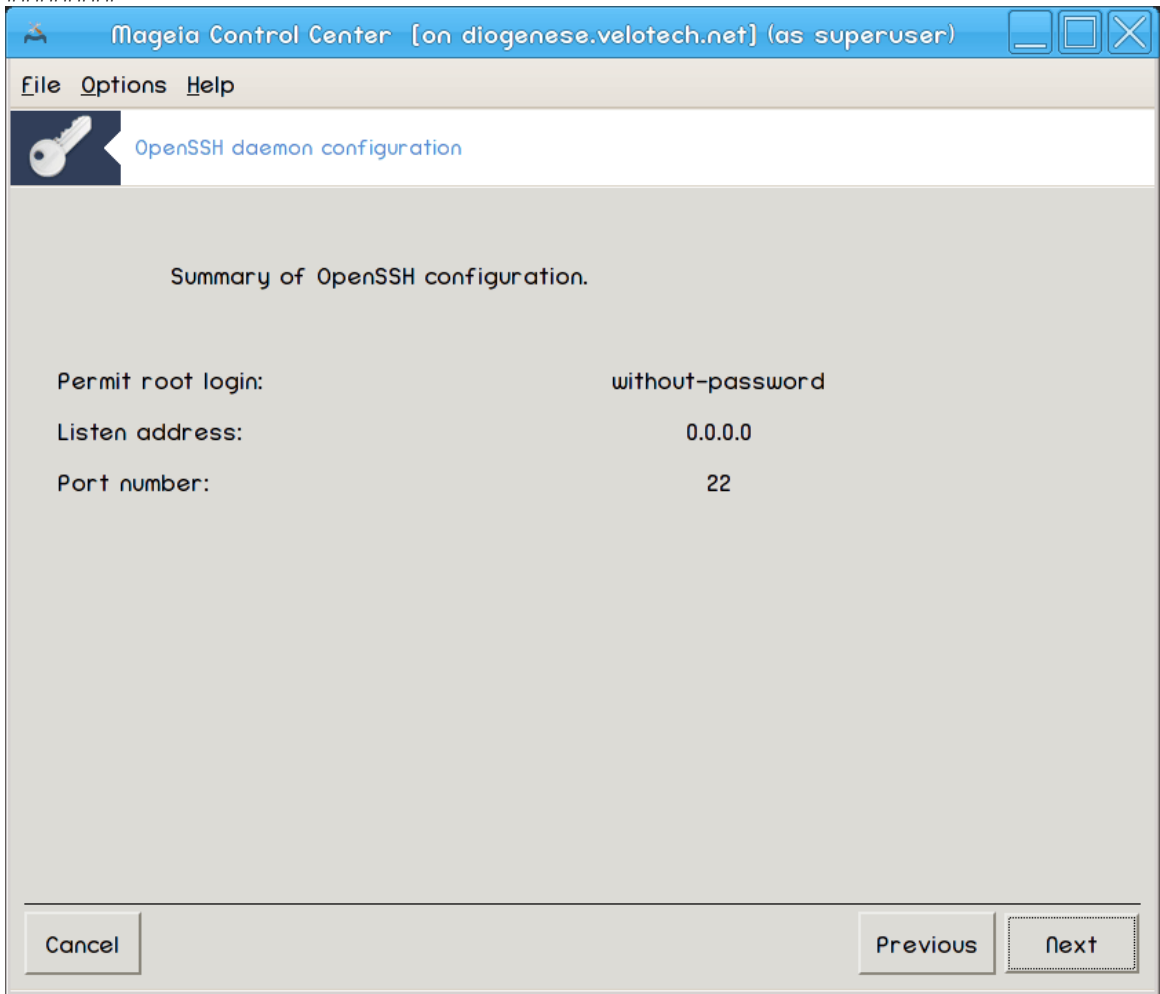 Mageia Control Center [on diogenese.velotech.net] (as superuser)
File Options Help
OpenSSH daemon configuration
Summary of OpenSSH configuration.
Permit root login: without-password
Listen address: 0.0.0.0
Port number: 22
Cancel Previous Next